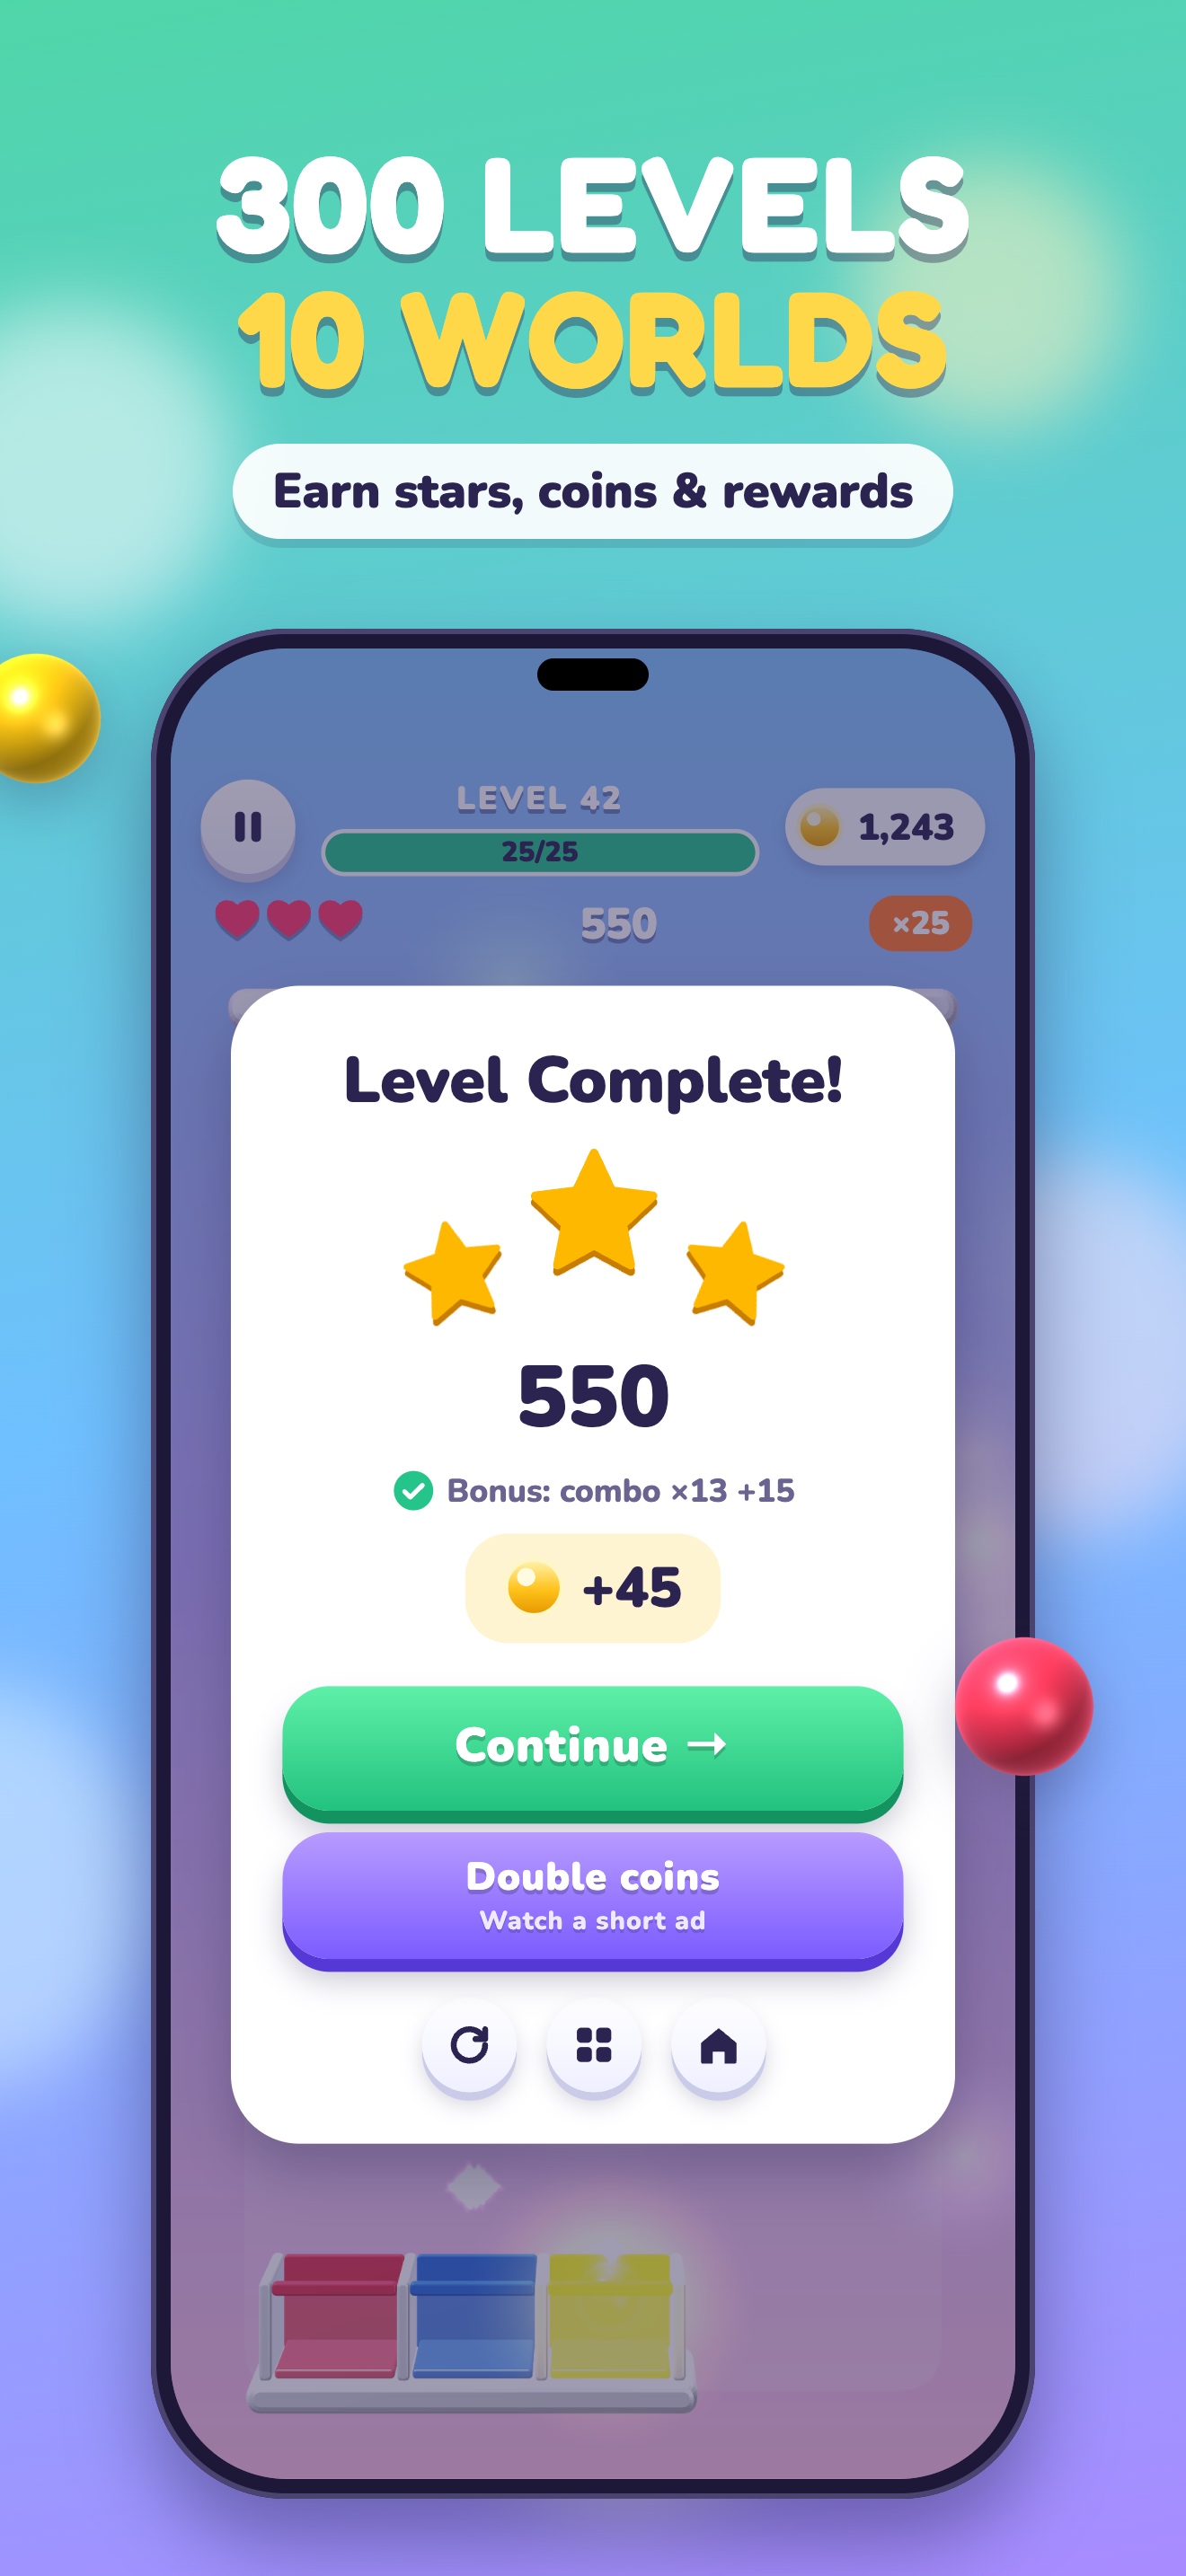 300 LEVELS
10 WORLDS
Earn stars, coins & rewards
LEVEL 42
25/25
1,243
550
×25
Level Complete!
550
Bonus: combo ×13 +15
+45
Continue →
Double coins
Watch a short ad